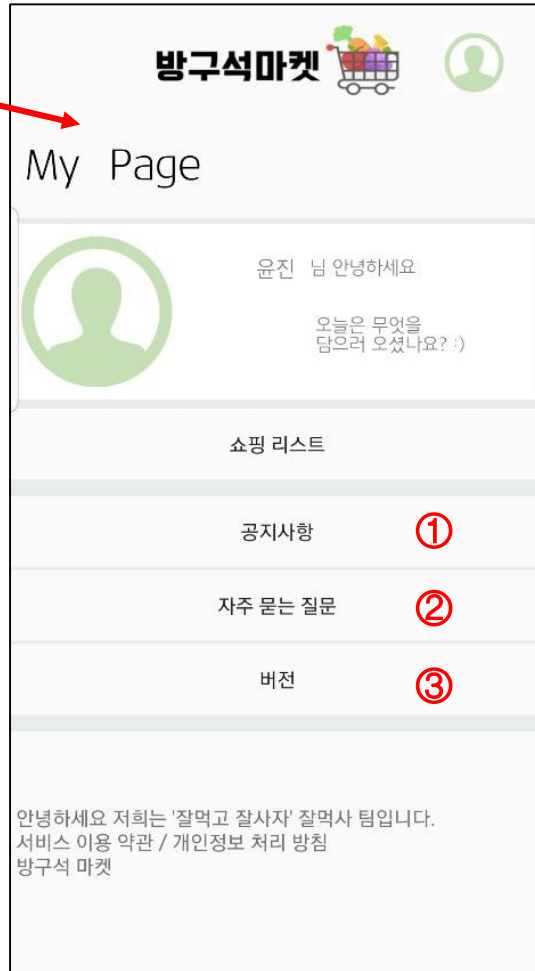 방구석마켓
My Page
윤진 님 안녕하세요
오늘은 무엇을
담으러 오셨나요? :)
쇼핑 리스트
공지사항 ①
자주 묻는 질문 ②
버전 ③
안녕하세요 저희는 '잘먹고 잘사자' 잘먹사 팀입니다.
서비스 이용 약관 / 개인정보 처리 방침
방구석 마켓